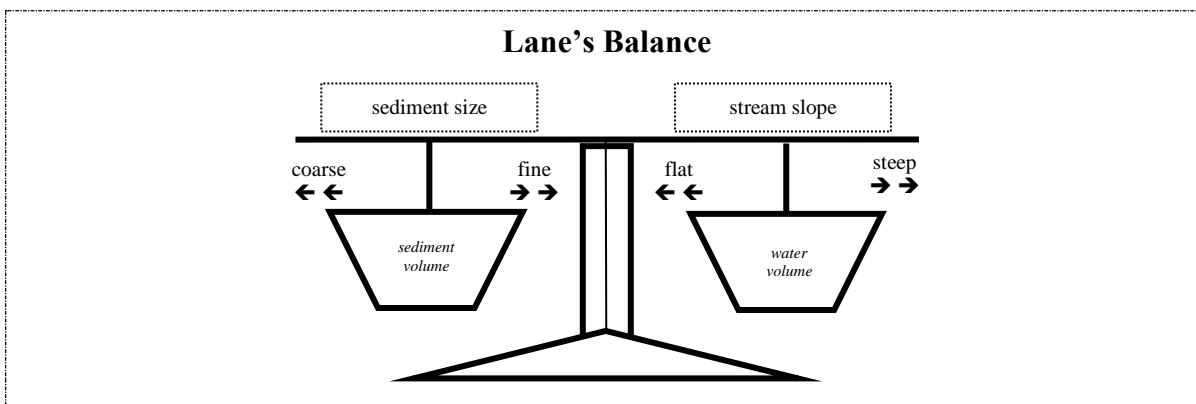 Lane’s Balance
sediment size
stream slope
coarse
fine
flat
steep
sediment
volume
water
volume